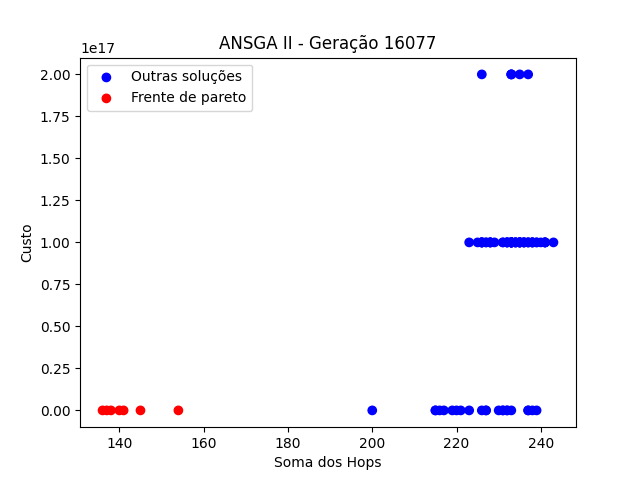 ANSGA II - Geração 16077
1e17
2.00
1.75
1.50
1.25
1.00
0.75
0.50
0.25
0.00
Custo
Outras soluções
Frente de pareto
140 160 180 200 220 240
Soma dos Hops